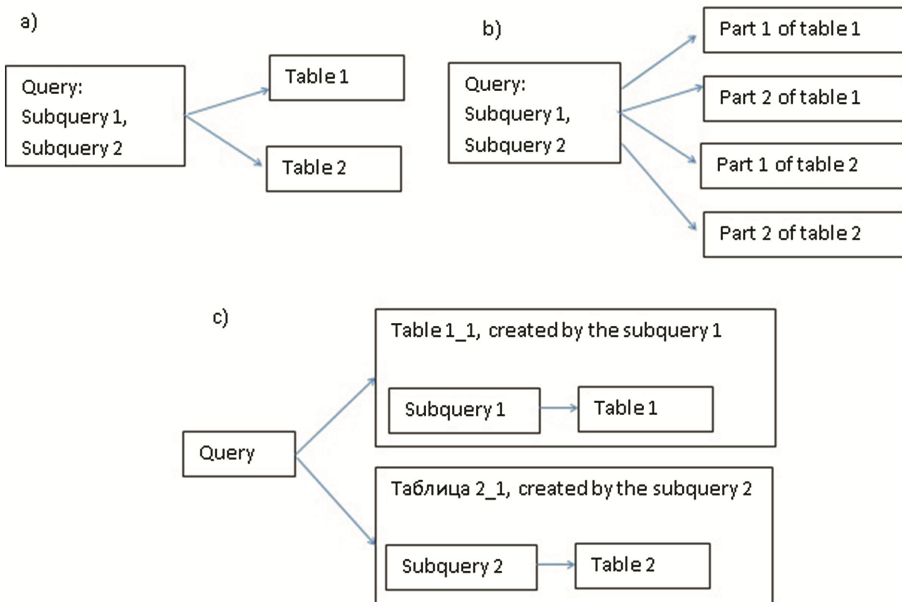 a)
Query:
Subquery 1,
Subquery 2
Table 1
Table 2
b)
Query:
Subquery 1,
Subquery 2
Part 1 of table 1
Part 2 of table 1
Part 1 of table 2
Part 2 of table 2
c)
Query
Table 1_1, created by the subquery 1
Subquery 1
Table 1
Таблица 2_1, created by the subquery 2
Subquery 2
Table 2